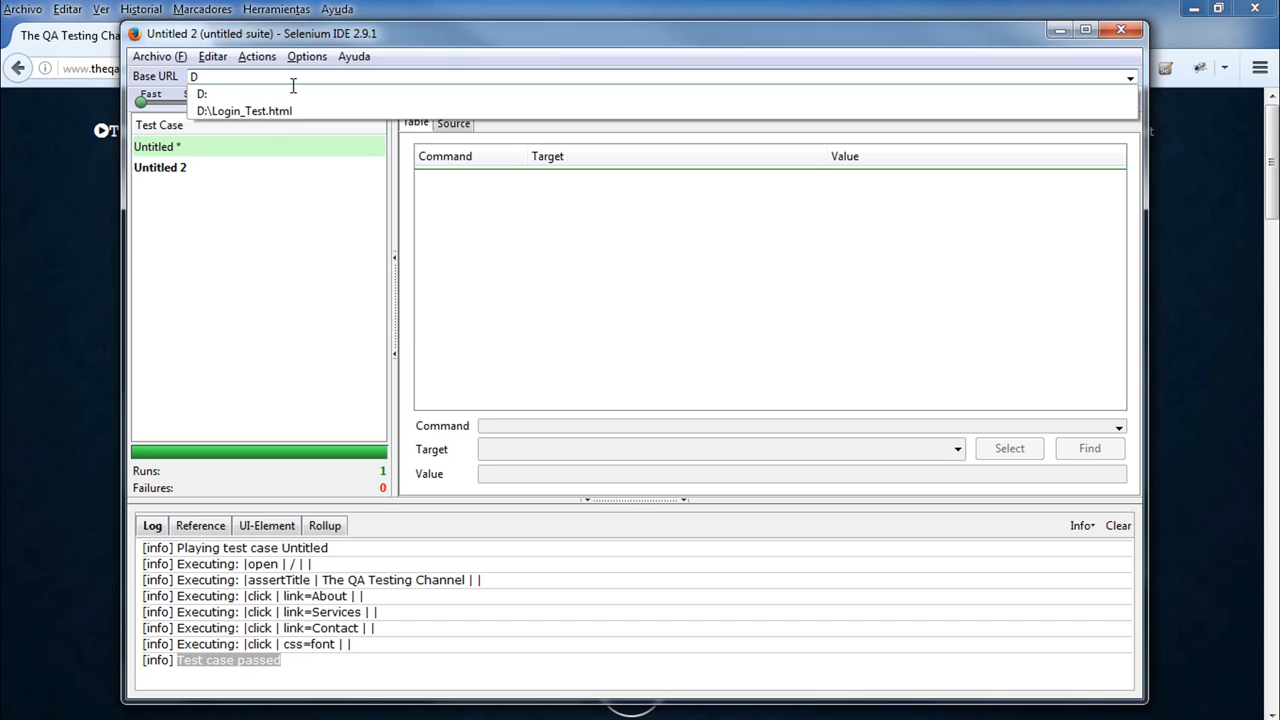 Archivo Editar Ver Historial Marcadores Herramientas Ayuda
The QA Testing Cha
www.theqa
Untitled 2 (untitled suite) - Selenium IDE 2.9.1
Archivo (F) Editar Actions Options Ayuda
Base URL D
D:
D:\Login_Test.html
Fast S
Test Case
Untitled *
Untitled 2
Table Source
Command Target Value
Command
Target Select Find
Value
Runs: 1
Failures: 0
Log Reference UI-Element Rollup Info Clear
[info] Playing test case Untitled
[info] Executing: |open | / | |
[info] Executing: |assertTitle | The QA Testing Channel | |
[info] Executing: |click | link=About | |
[info] Executing: |click | link=Services | |
[info] Executing: |click | link=Contact | |
[info] Executing: |click | css=font | |
[info] Test case passed